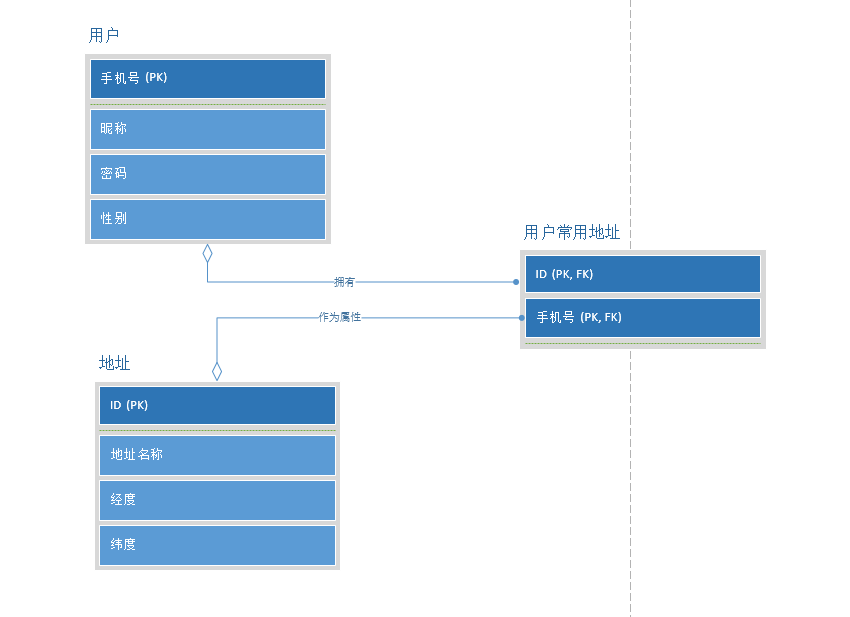 用户
手机号 (PK)
昵称
密码
性别
用户常用地址
ID (PK, FK)
手机号 (PK, FK)
拥有
作为属性
地址
ID (PK)
地址名称
经度
纬度